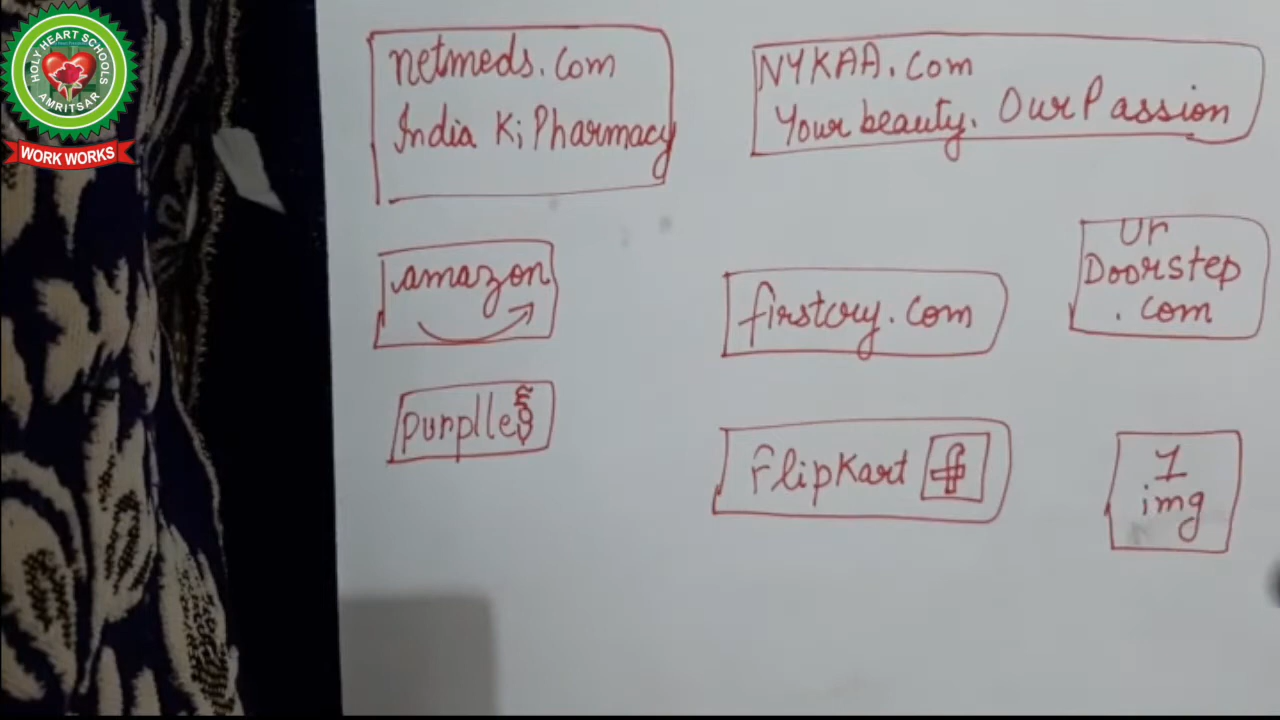 HOLY HEART SCHOOLS
AMRITSAR
WORK WORKS
netmeds.com
India Ki Pharmacy
NYKAA.com
Your beauty. Our Passion
amazon
firstcry.com
Ur
Doorstep
.com
purplle
FlipKart f
1
img